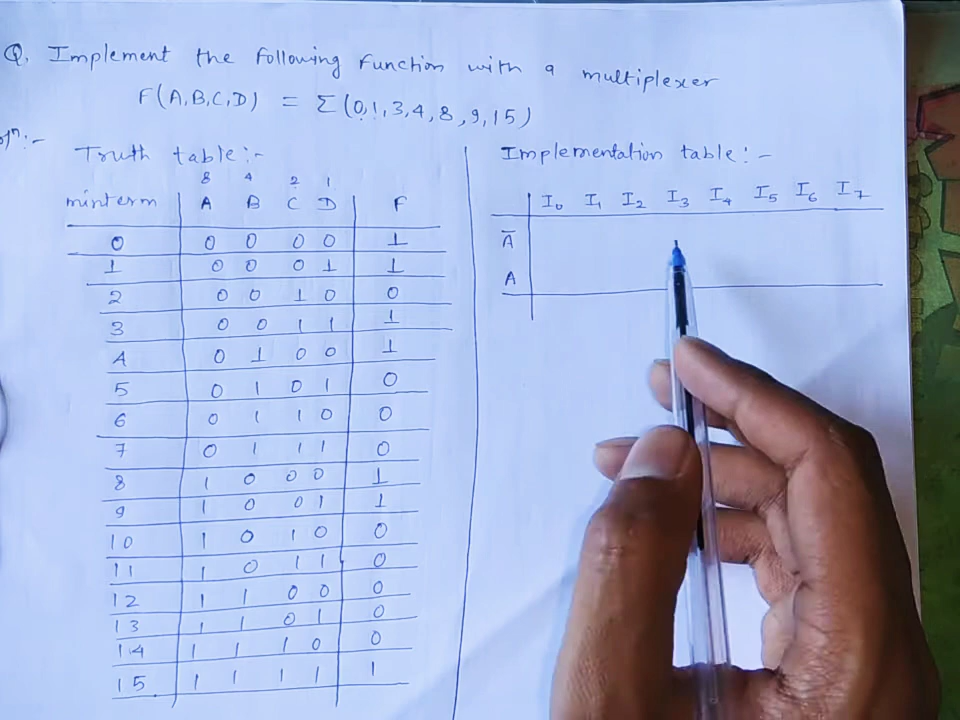 Q. Implement the following Function with a multiplexer
F(A,B,C,D) = Σ(0,1,3,4,8,9,15)
Truth table:-
8 4 2 1
minterm A B C D F
0 0 0 0 0 1
1 0 0 0 1 1
2 0 0 1 0 0
3 0 0 1 1 1
4 0 1 0 0 1
5 0 1 0 1 0
6 0 1 1 0 0
7 0 1 1 1 0
8 1 0 0 0 1
9 1 0 0 1 1
10 1 0 1 0 0
11 1 0 1 1 0
12 1 1 0 0 0
13 1 1 0 1 0
14 1 1 1 0 0
15 1 1 1 1 1
Implementation table:-
I₀ I₁ I₂ I₃ I₄ I₅ I₆ I₇
A̅
A